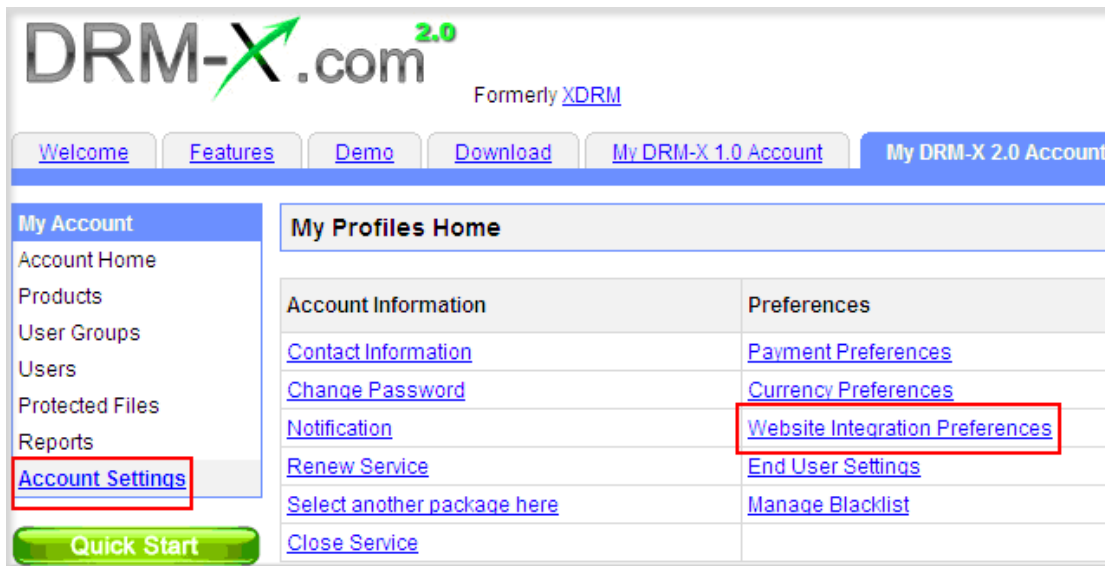 DRM-X.com 2.0
Formerly XDRM
Welcome Features Demo Download My DRM-X 1.0 Account My DRM-X 2.0 Account
My Account
Account Home
Products
User Groups
Users
Protected Files
Reports
Account Settings
Quick Start
My Profiles Home
Account Information Preferences
Contact Information Payment Preferences
Change Password Currency Preferences
Notification Website Integration Preferences
Renew Service End User Settings
Select another package here Manage Blacklist
Close Service